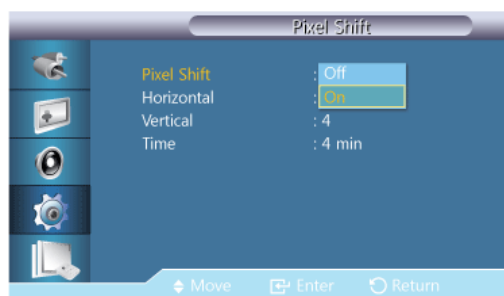 Pixel Shift
Pixel Shift : Off
Horizontal : On
Vertical : 4
Time : 4 min
Move Enter Return